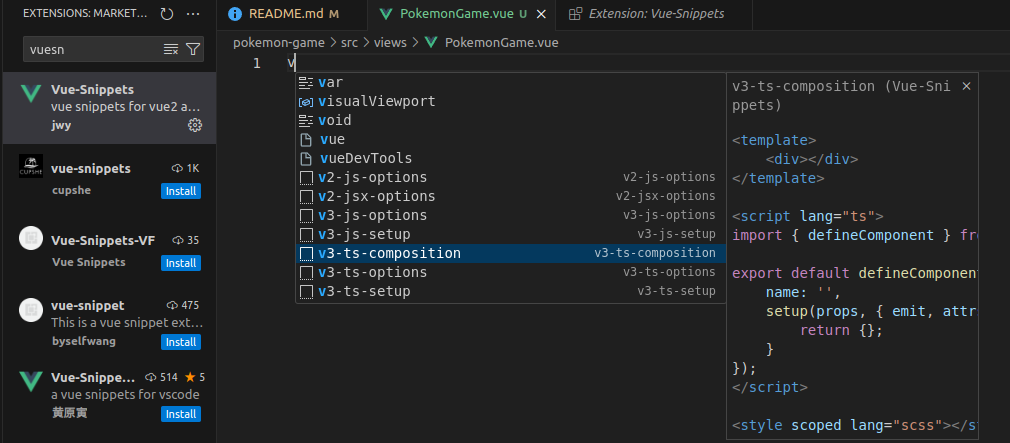 EXTENSIONS: MARKET...
vuesn
Vue-Snippets
vue snippets for vue2 a...
jwy
CUPSHE
vue-snippets 1K
cupshe Install
Vue-Snippets-VF 35
Vue Snippets Install
vue-snippet 475
This is a vue snippet ext...
byselfwang Install
Vue-Snippe... 514 5
a vue snippets for vscode
黄原寅 Install
README.md M
PokemonGame.vue U
Extension: Vue-Snippets
pokemon-game > src > views > PokemonGame.vue
1 v
var
visualViewport
void
vue
vueDevTools
v2-js-options v2-js-options
v2-jsx-options v2-jsx-options
v3-js-options v3-js-options
v3-js-setup v3-js-setup
v3-ts-composition v3-ts-composition
v3-ts-options v3-ts-options
v3-ts-setup v3-ts-setup
v3-ts-composition (Vue-Sni
ppets)
<template>
<div></div>
</template>
<script lang="ts">
import { defineComponent } fro
export default defineComponent
name: '',
setup(props, { emit, attr
return {};
}
});
</script>
<style scoped lang="scss"></st